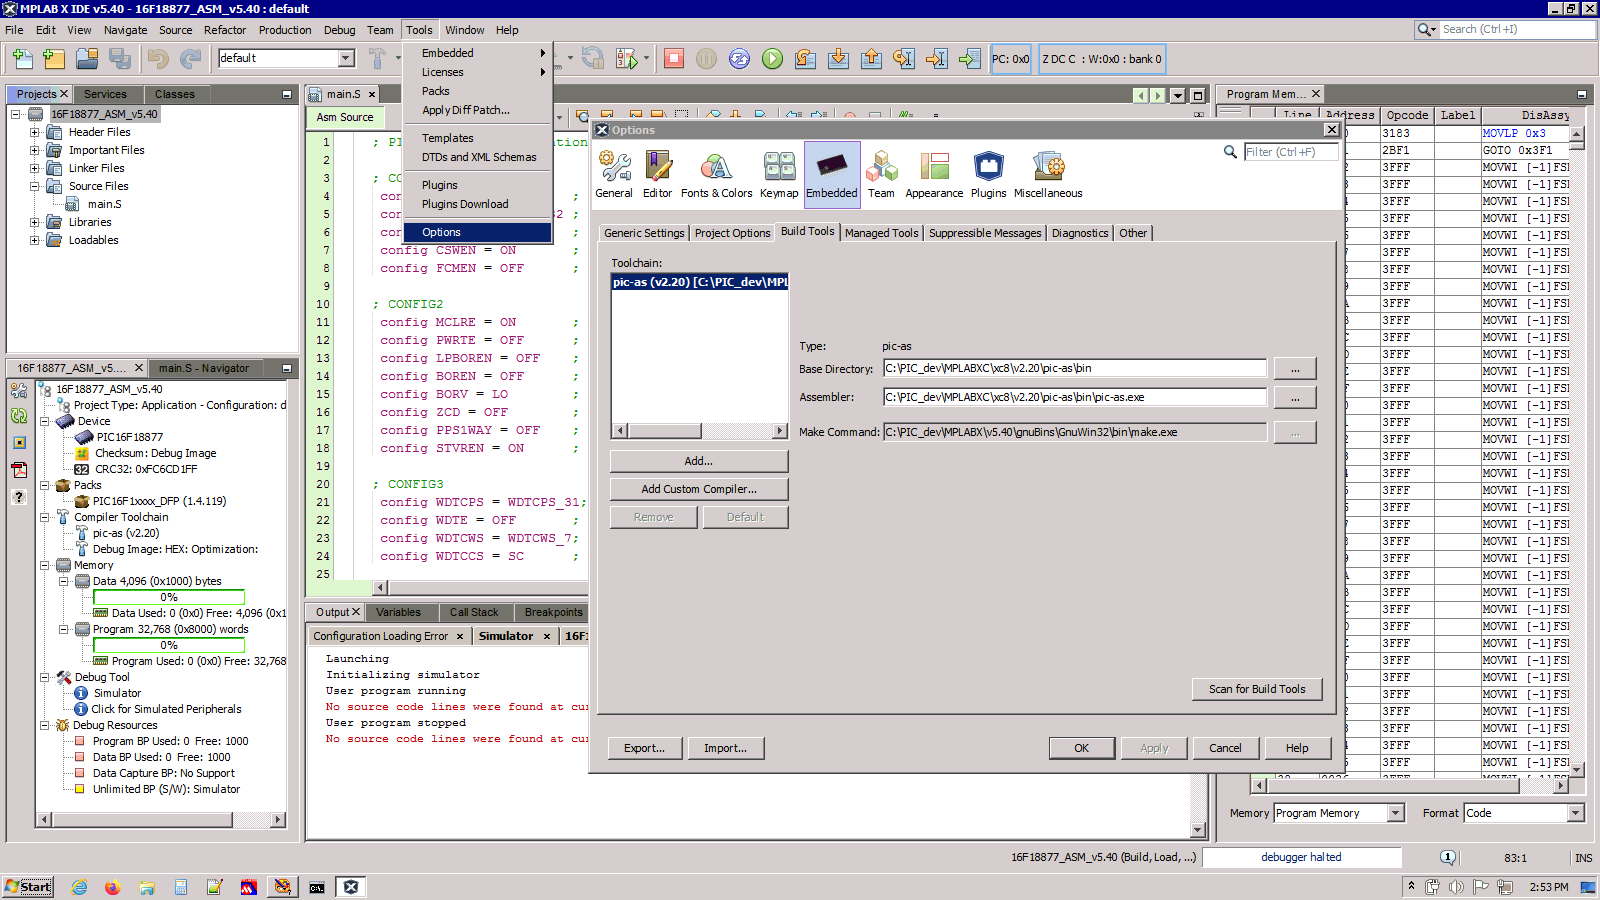 MPLAB X IDE v5.40 - 16F18877_ASM_v5.40 : default
File Edit View Navigate Source Refactor Production Debug Team Tools Window Help
Search (Ctrl+I)
default
PC: 0x0
Z DC C : W:0x0 : bank 0
Embedded
Licenses
Packs
Apply Diff Patch...
Templates
DTDs and XML Schemas
Plugins
Plugins Download
Options
Projects
Services
Classes
16F18877_ASM_v5.40
Header Files
Important Files
Linker Files
Source Files
main.S
Libraries
Loadables
16F18877_ASM_v5....
main.S - Navigator
16F18877_ASM_v5.40
Project Type: Application - Configuration: d
Device
PIC16F18877
Checksum: Debug Image
CRC32: 0xFC6CD1FF
Packs
PIC16F1xxxx_DFP (1.4.119)
Compiler Toolchain
pic-as (v2.20)
Debug Image: HEX: Optimization:
Memory
Data 4,096 (0x1000) bytes
0%
Data Used: 0 (0x0) Free: 4,096 (0x1
Program 32,768 (0x8000) words
0%
Program Used: 0 (0x0) Free: 32,768
Debug Tool
Simulator
Click for Simulated Peripherals
Debug Resources
Program BP Used: 0 Free: 1000
Data BP Used: 0 Free: 1000
Data Capture BP: No Support
Unlimited BP (S/W): Simulator
main.S
Asm Source
1 ; PI
2
3 ; CO
4 con
5 con
6 con
7 config CSWEN = ON ;
8 config FCMEN = OFF ;
9
10 ; CONFIG2
11 config MCLRE = ON ;
12 config PWRTE = OFF ;
13 config LPBOREN = OFF ;
14 config BOREN = OFF ;
15 config BORV = LO ;
16 config ZCD = OFF ;
17 config PPS1WAY = OFF ;
18 config STVREN = ON ;
19
20 ; CONFIG3
21 config WDTCPS = WDTCPS_31;
22 config WDTE = OFF ;
23 config WDTCWS = WDTCWS_7;
24 config WDTCCS = SC ;
25
Output
Variables
Call Stack
Breakpoints
Configuration Loading Error
Simulator
Launching
Initializing simulator
User program running
No source code lines were found at cu
User program stopped
No source code lines were found at cu
Options
General
Editor
Fonts & Colors
Keymap
Embedded
Team
Appearance
Plugins
Miscellaneous
Filter (Ctrl+F)
Generic Settings
Project Options
Build Tools
Managed Tools
Suppressible Messages
Diagnostics
Other
Toolchain:
pic-as (v2.20) [C:\PIC_dev\MPL
Add...
Add Custom Compiler...
Remove
Default
Type: pic-as
Base Directory: C:\PIC_dev\MPLABXC\xc8\v2.20\pic-as\bin ...
Assembler: C:\PIC_dev\MPLABXC\xc8\v2.20\pic-as\bin\pic-as.exe ...
Make Command: C:\PIC_dev\MPLABX\v5.40\gnuBins\GnuWin32\bin\make.exe ...
Scan for Build Tools
Export...
Import...
OK
Apply
Cancel
Help
Program Mem...
Line Address Opcode Label DisAssy
3183 MOVLP 0x3
2BF1 GOTO 0x3F1
3FFF MOVWI [-1]FS
Memory Program Memory
Format Code
16F18877_ASM_v5.40 (Build, Load, ...)
debugger halted
1
83:1
INS
Start
2:53 PM